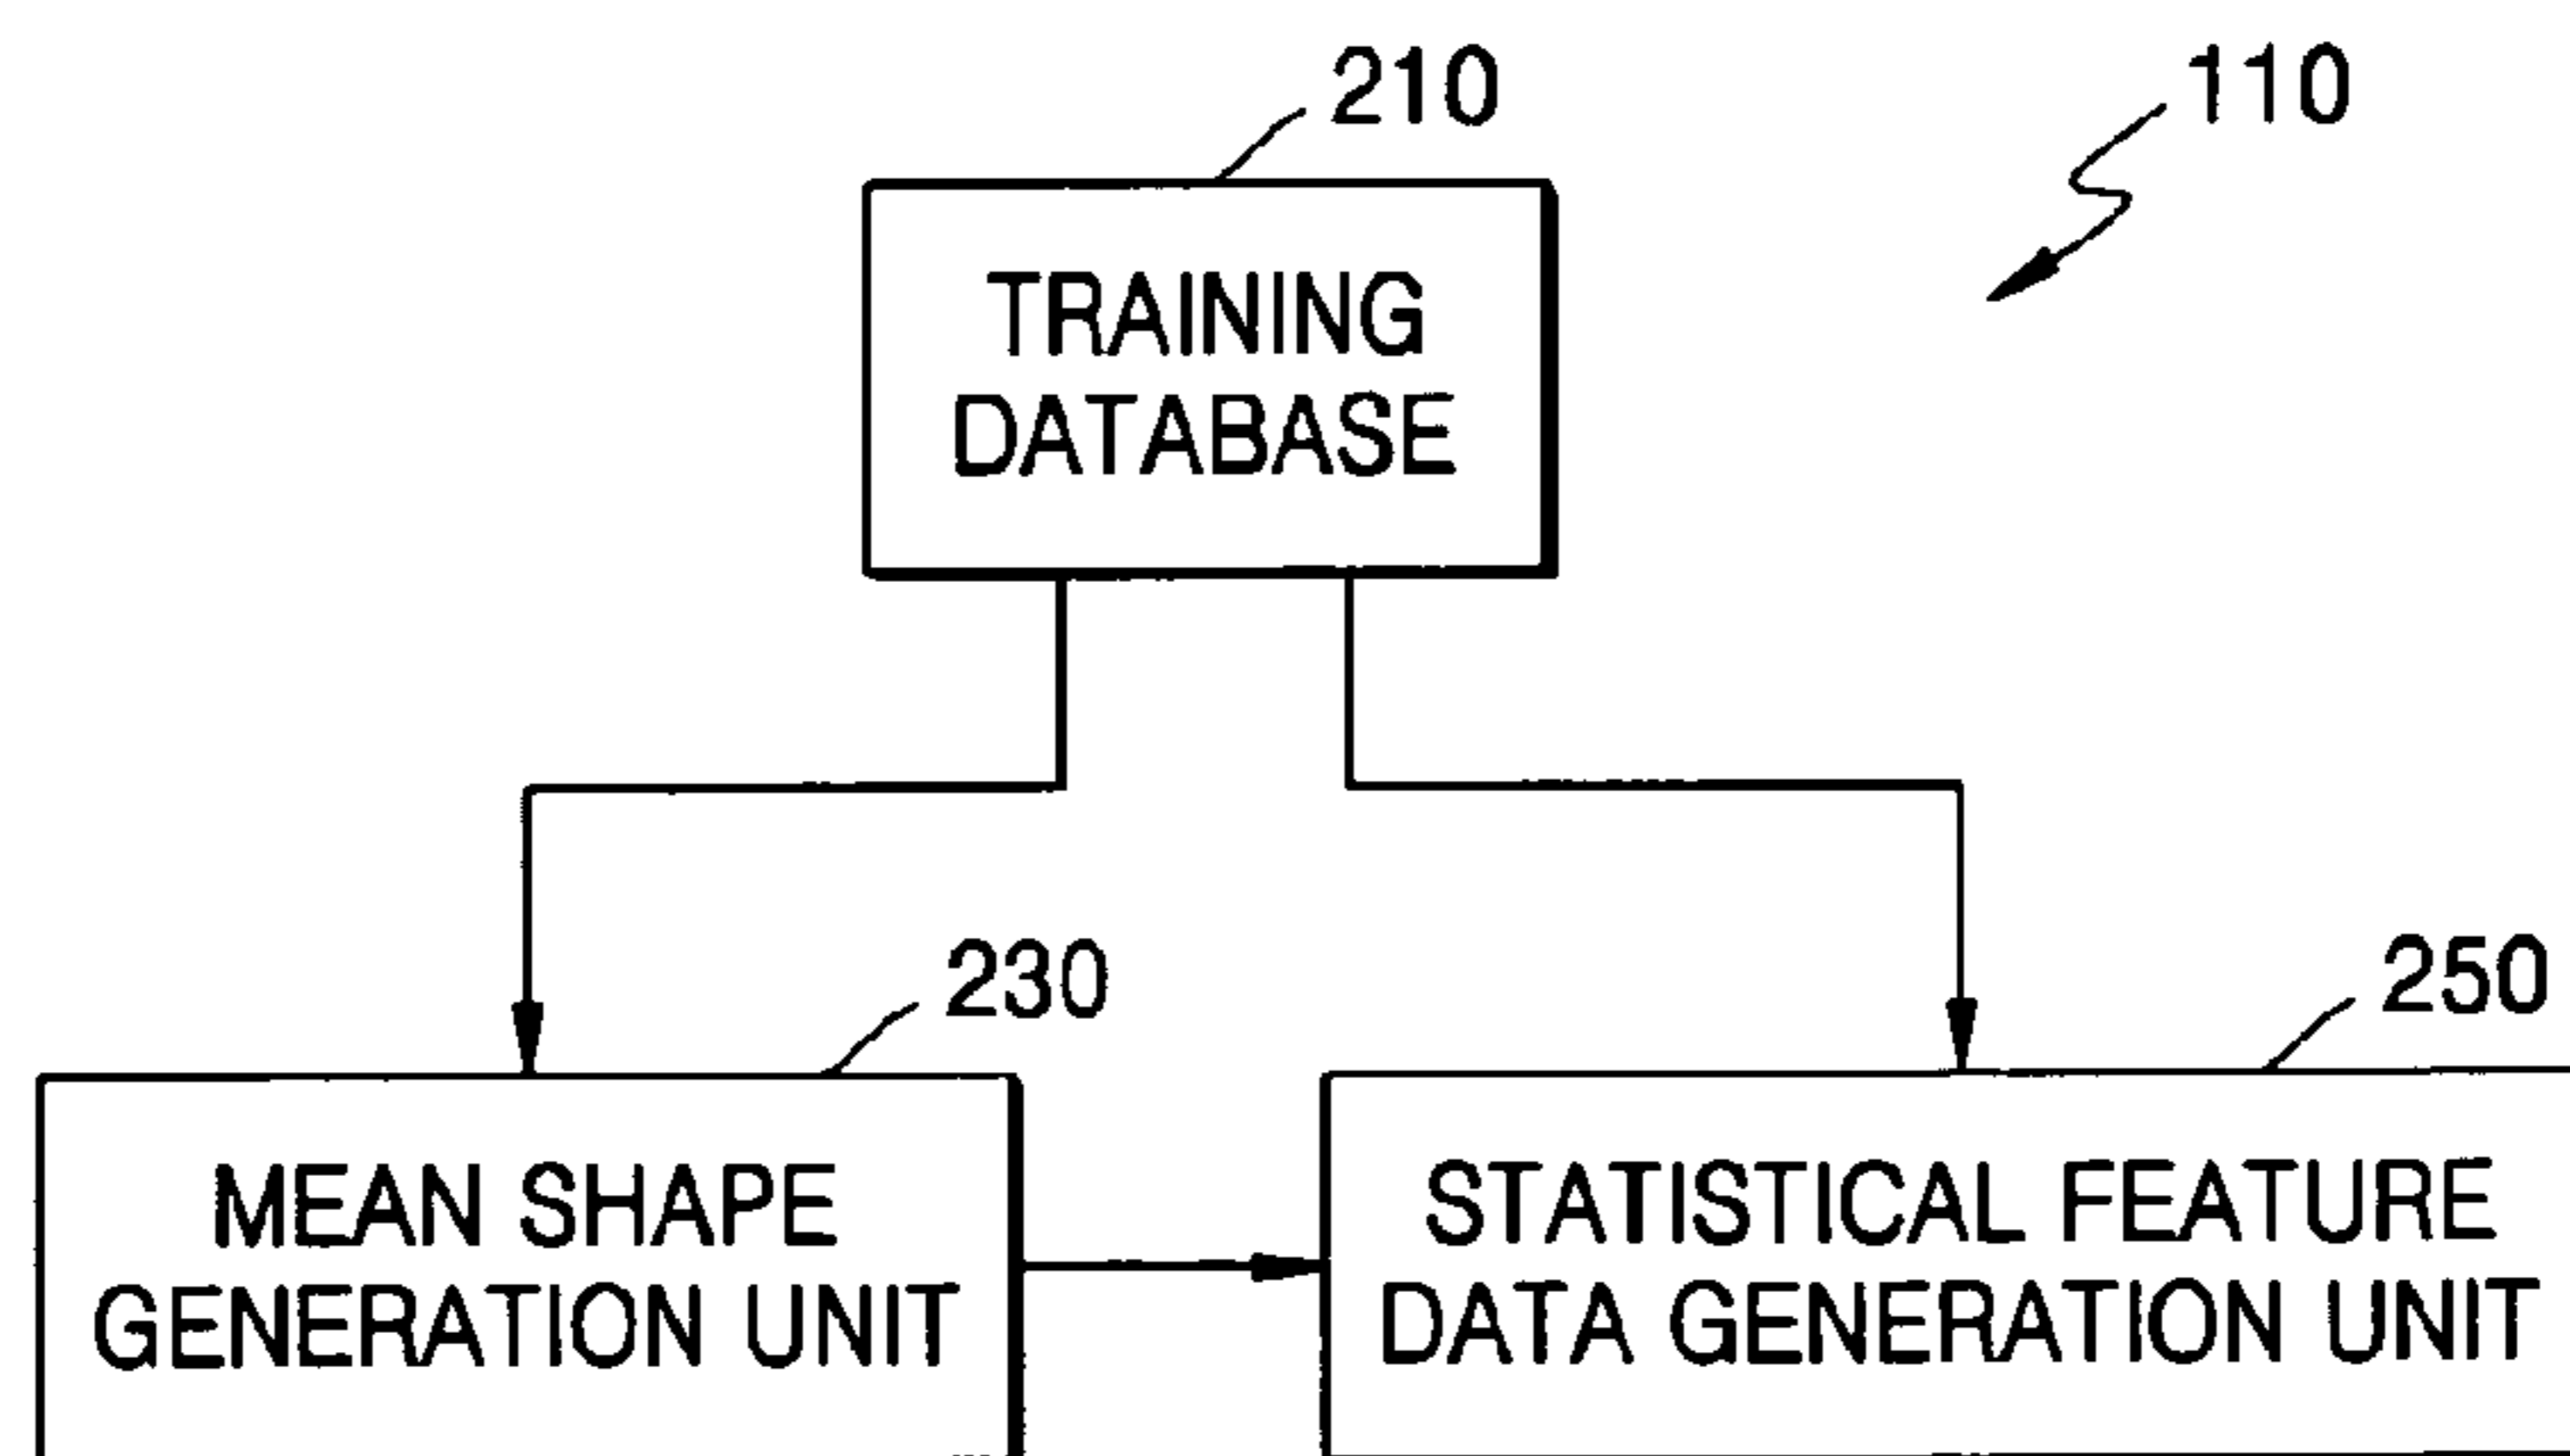 210
110
TRAINING
DATABASE
230
250
MEAN SHAPE
GENERATION UNIT
STATISTICAL FEATURE
DATA GENERATION UNIT